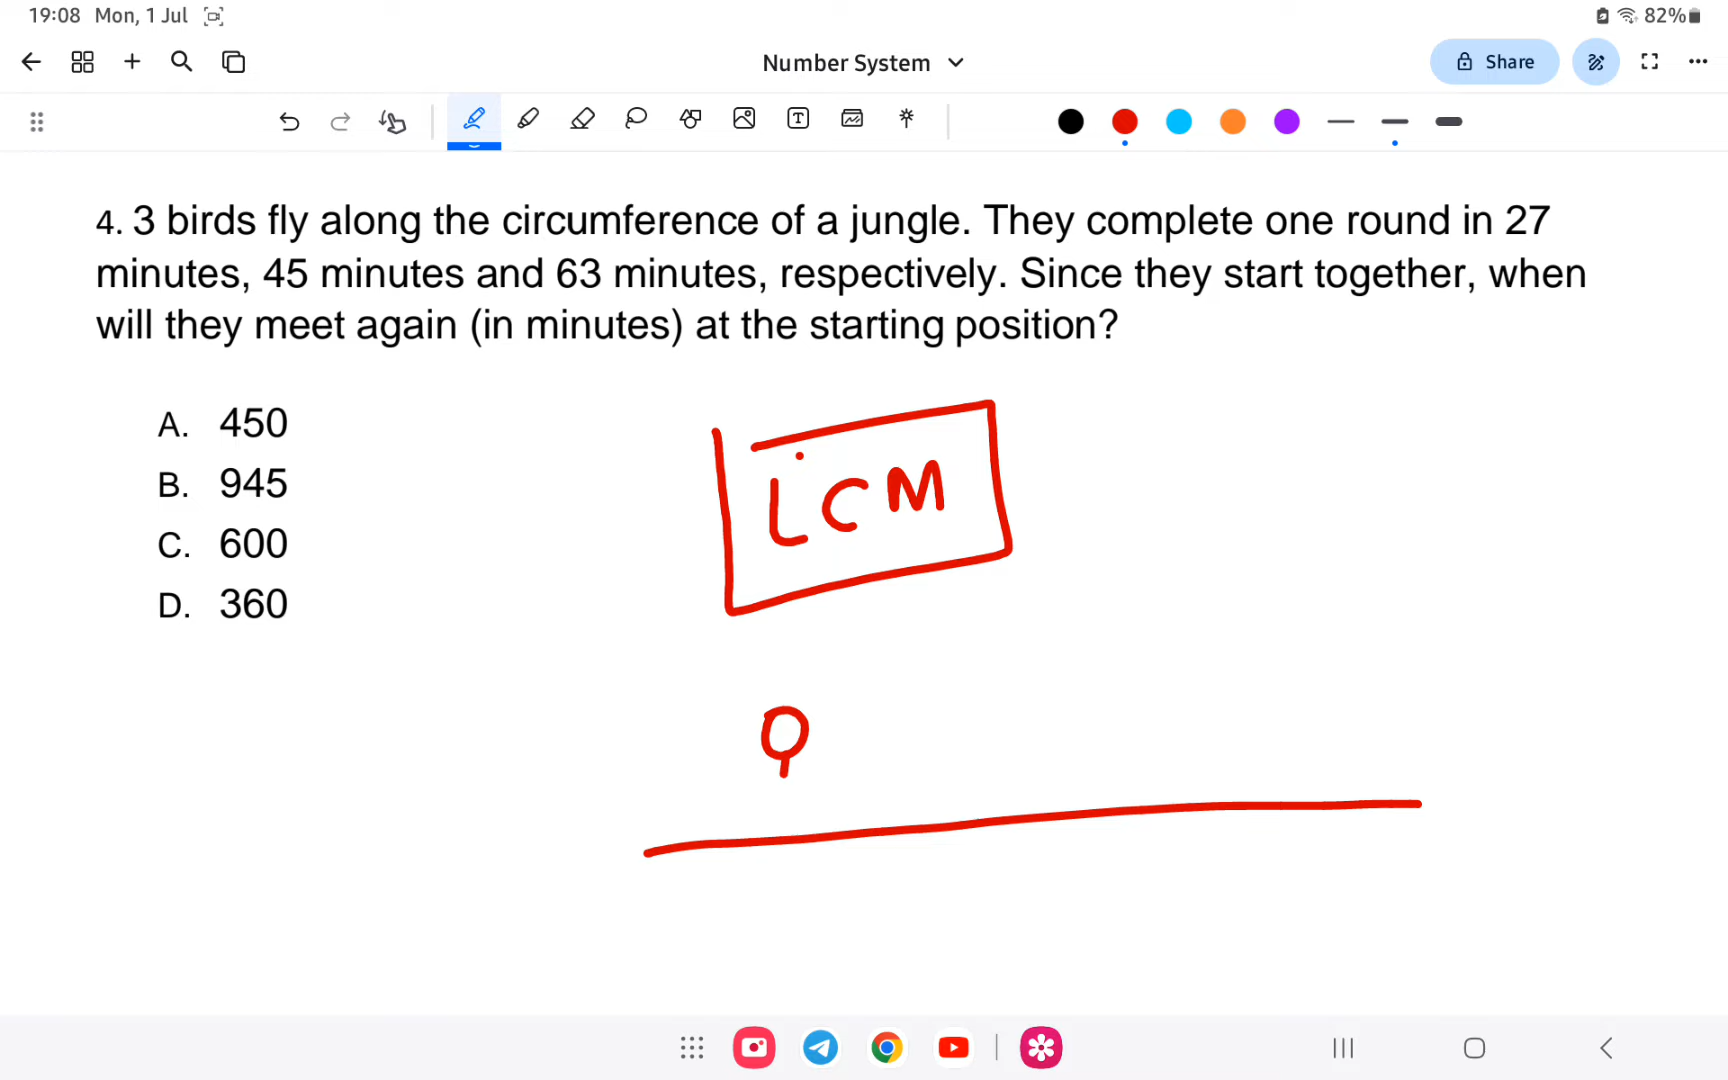 19:08 Mon, 1 Jul 82%
Number System
Share
4. 3 birds fly along the circumference of a jungle. They complete one round in 27
minutes, 45 minutes and 63 minutes, respectively. Since they start together, when
will they meet again (in minutes) at the starting position?
A. 450
B. 945
C. 600
D. 360
LCM